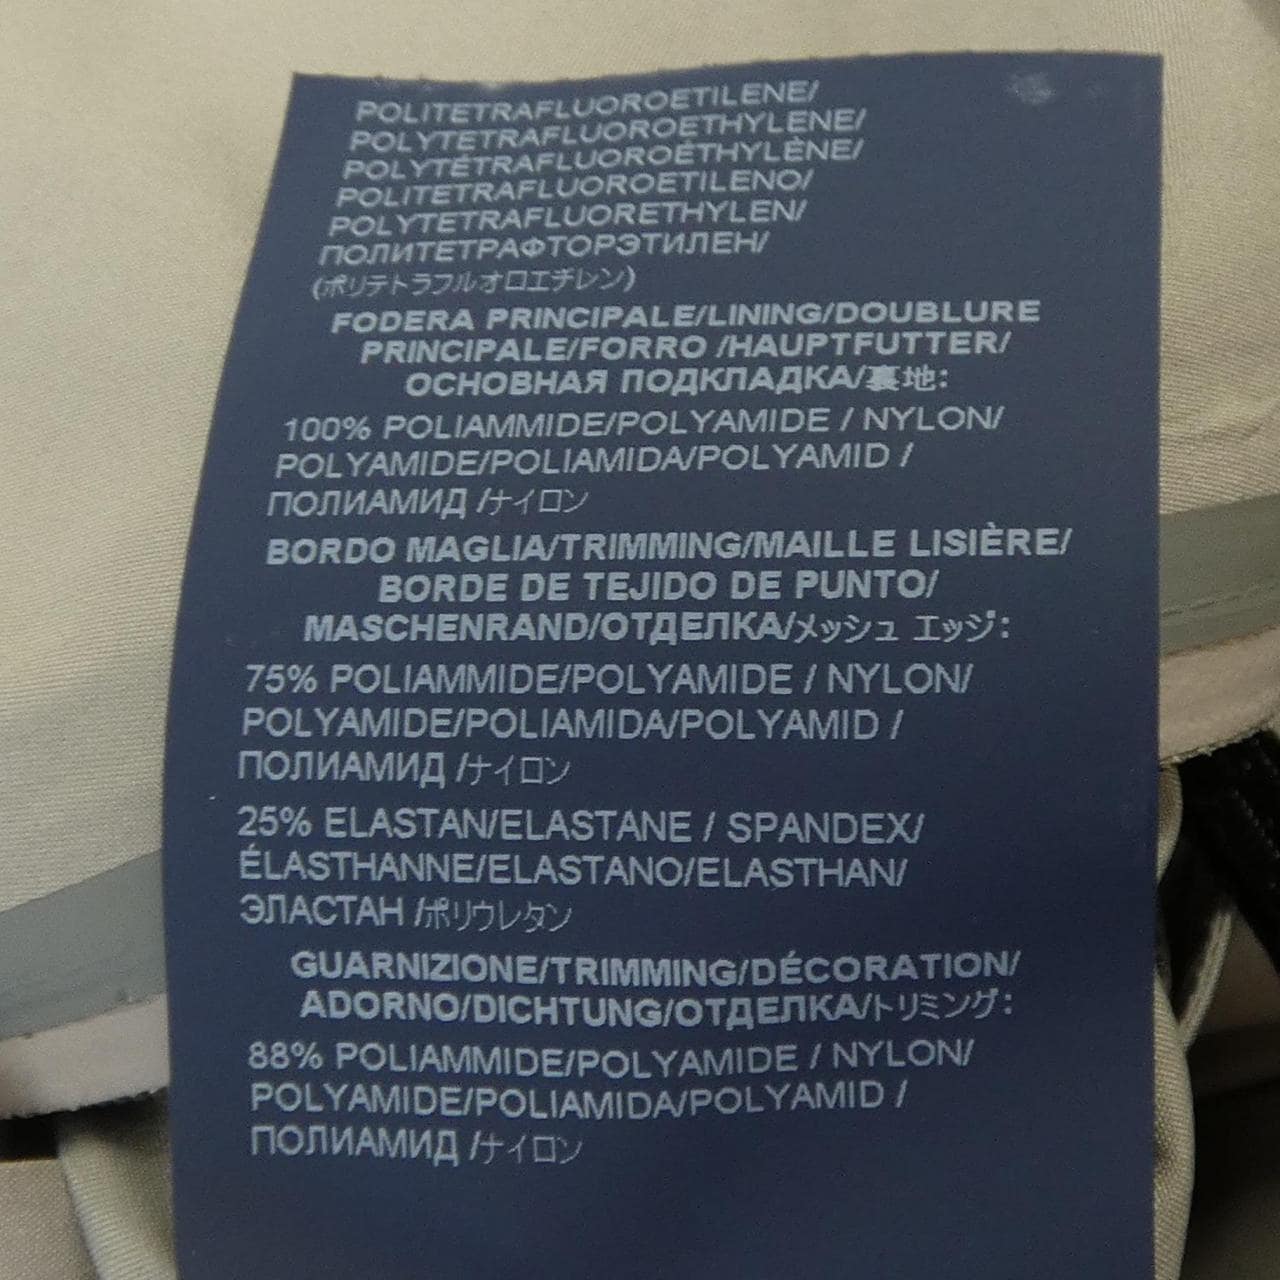 POLITETRAFLUOROETILENE/
POLYTETRAFLUOROETHYLENE/
POLYTÉTRAFLUOROÉTHYLÈNE/
POLITETRAFLUOROETILENO/
POLYTETRAFLUORETHYLEN/
ПОЛИТЕТРАФТОРЭТИЛЕН/
(ポリテトラフルオロエチレン)
FODERA PRINCIPALE/LINING/DOUBLURE
PRINCIPALE/FORRO /HAUPTFUTTER/
ОСНОВНАЯ ПОДКЛАДКА/裏地:
100% POLIAMMIDE/POLYAMIDE / NYLON/
POLYAMIDE/POLIAMIDA/POLYAMID /
ПОЛИАМИД /ナイロン
BORDO MAGLIA/TRIMMING/MAILLE LISIÈRE/
BORDE DE TEJIDO DE PUNTO/
MASCHENRAND/ОТДЕЛКА/メッシュ エッジ:
75% POLIAMMIDE/POLYAMIDE / NYLON/
POLYAMIDE/POLIAMIDA/POLYAMID /
ПОЛИАМИД /ナイロン
25% ELASTAN/ELASTANE / SPANDEX/
ÉLASTHANNE/ELASTANO/ELASTHAN/
ЭЛАСТАН /ポリウレタン
GUARNIZIONE/TRIMMING/DÉCORATION/
ADORNO/DICHTUNG/ОТДЕЛКА/トリミング:
88% POLIAMMIDE/POLYAMIDE / NYLON/
POLYAMIDE/POLIAMIDA/POLYAMID /
ПОЛИАМИД /ナイロン